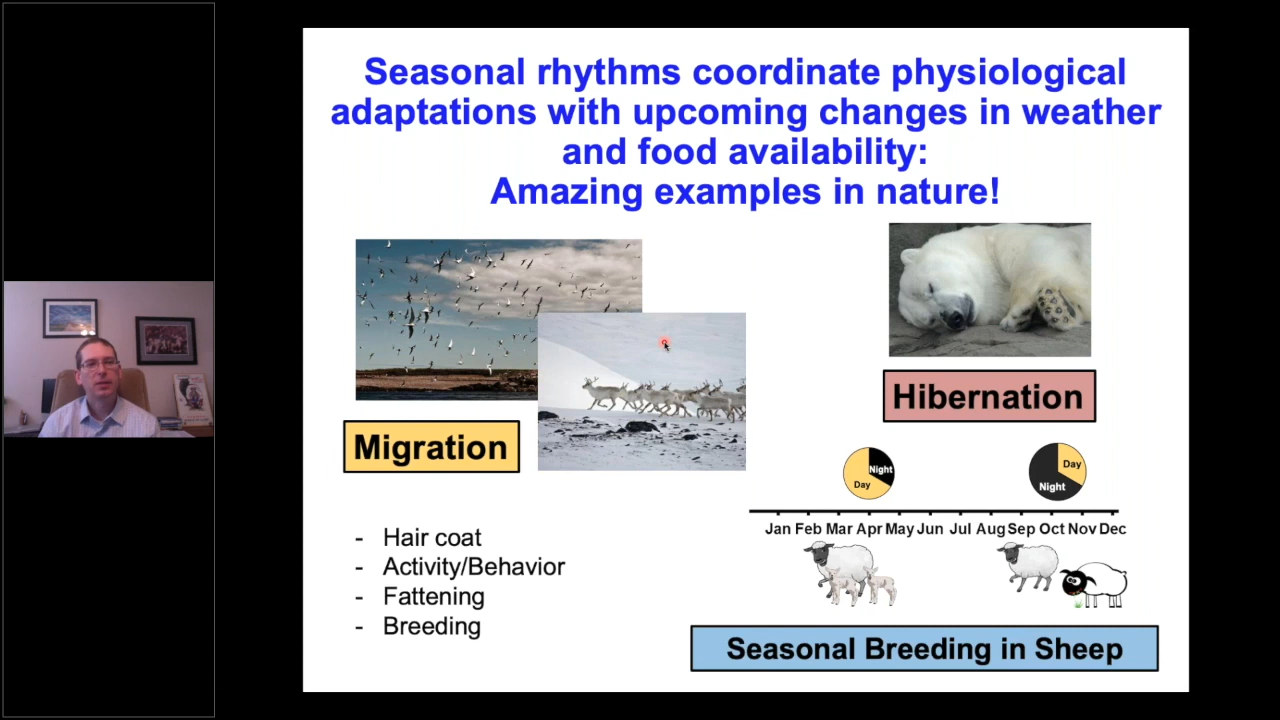 Seasonal rhythms coordinate physiological
adaptations with upcoming changes in weather
and food availability:
Amazing examples in nature!
Migration
Hibernation
- Hair coat
- Activity/Behavior
- Fattening
- Breeding
Night
Day
Day
Night
Jan Feb Mar Apr May Jun Jul Aug Sep Oct Nov Dec
Seasonal Breeding in Sheep